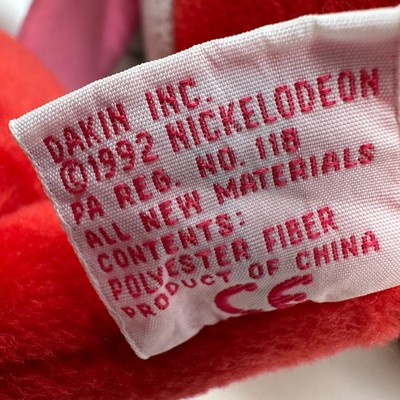 DAKIN INC.
©1992 NICKELODEON
PA REG. NO. 118
ALL NEW MATERIALS
CONTENTS:
POLYESTER FIBER
PRODUCT OF CHINA
CE